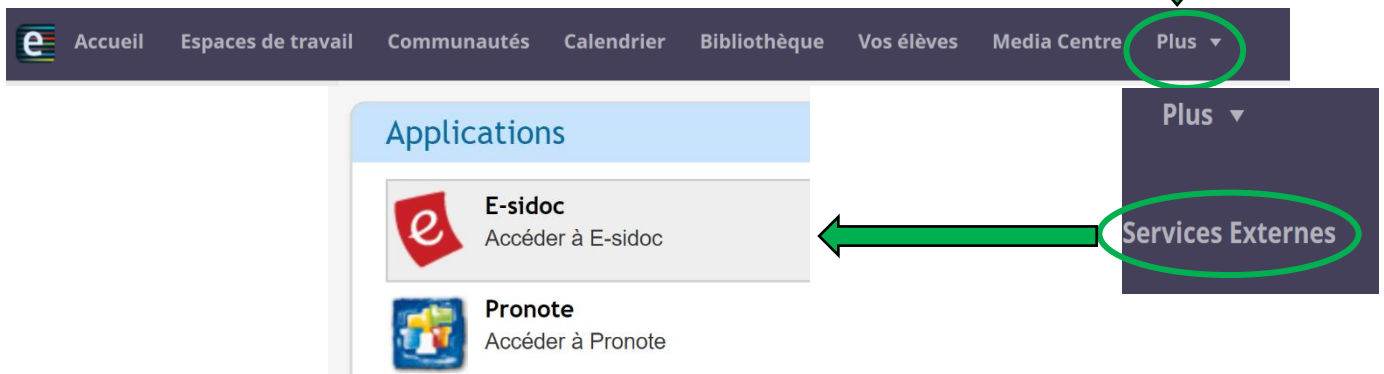 e Accueil Espaces de travail Communautés Calendrier Bibliothèque Vos élèves Media Centre Plus ▼
Applications
E-sidoc
Accéder à E-sidoc
Pronote
Accéder à Pronote
Plus ▼
Services Externes